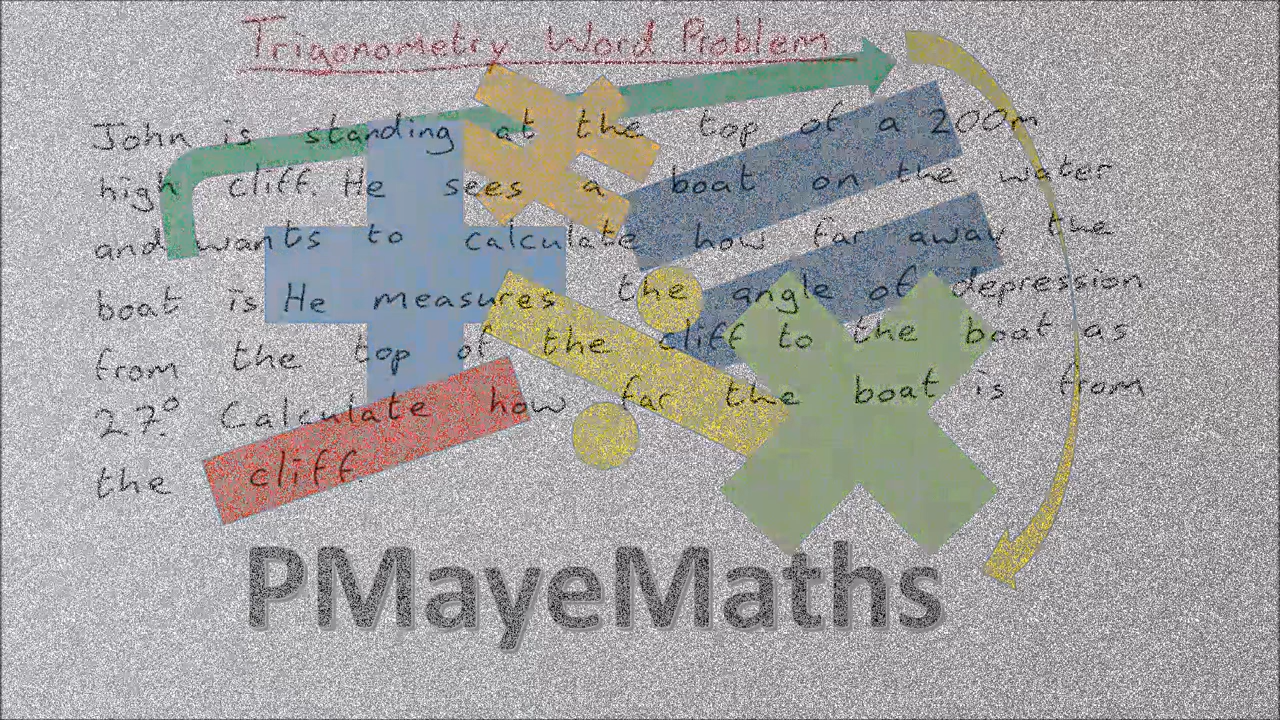 Trigonometry Word Problem
John is standing at the top of a 200m
high cliff. He sees a boat on the water
and wants to calculate how far away the
boat is. He measures the angle of depression
from the top of the cliff to the boat as
27°. Calculate how far the boat is from
the cliff.
PMayeMaths